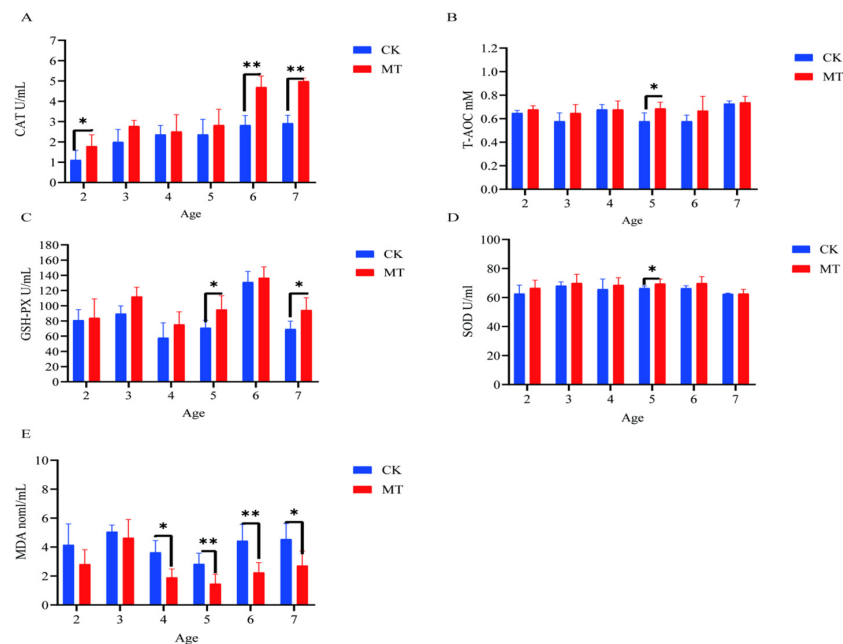 A
CAT U/mL
7
6
5
4
3
2
1
0
* ** **
2 3 4 5 6 7
Age
CK
MT
B
T-AOC mM
1.2
1.0
0.8
0.6
0.4
0.2
0.0
*
2 3 4 5 6 7
Age
CK
MT
C
GSH-PX U/mL
180
160
140
120
100
80
60
40
20
0
* *
2 3 4 5 6 7
Age
CK
MT
D
SOD U/ml
100
80
60
40
20
0
*
2 3 4 5 6 7
Age
CK
MT
E
MDA noml/mL
10
8
6
4
2
0
* ** ** *
2 3 4 5 6 7
Age
CK
MT